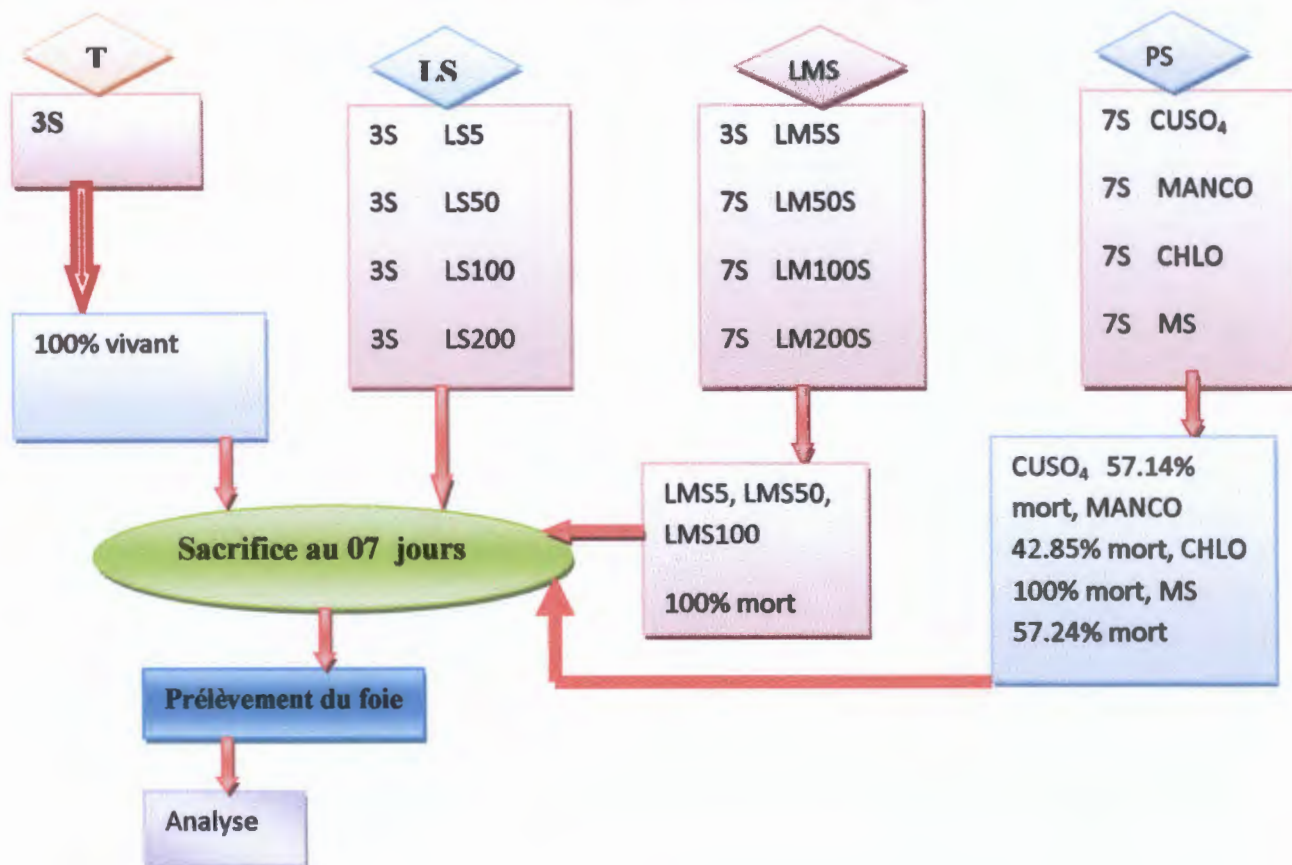 T
3S
100% vivant
LS
3S LS5
3S LS50
3S LS100
3S LS200
LMS
3S LM5S
7S LM50S
7S LM100S
7S LM200S
LMS5, LMS50,
LMS100
100% mort
PS
7S CUSO₄
7S MANCO
7S CHLO
7S MS
CUSO₄ 57.14%
mort, MANCO
42.85% mort, CHLO
100% mort, MS
57.24% mort
Sacrifice au 07 jours
Prélèvement du foie
Analyse